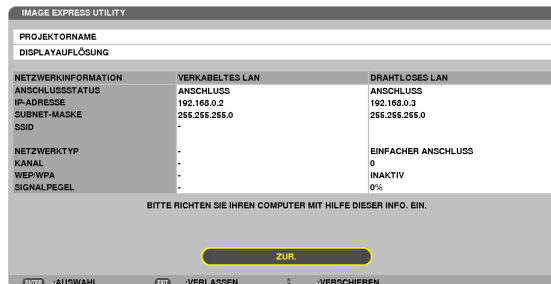 IMAGE EXPRESS UTILITY
PROJEKTORNAME
DISPLAYAUFLÖSUNG
NETZWERKINFORMATION VERKABELTES LAN DRAHTLOSES LAN
ANSCHLUSSSTATUS ANSCHLUSS ANSCHLUSS
IP-ADRESSE 192.168.0.2 192.168.0.3
SUBNET-MASKE 255.255.255.0 255.255.255.0
SSID -
NETZWERKTYP - EINFACHER ANSCHLUSS
KANAL - 0
WEP/WPA - INAKTIV
SIGNALPEGEL - 0%
BITTE RICHTEN SIE IHREN COMPUTER MIT HILFE DIESER INFO. EIN.
ZUR.
ENTER :AUSWAHL EXIT :VERLASSEN :VERSCHIEBEN